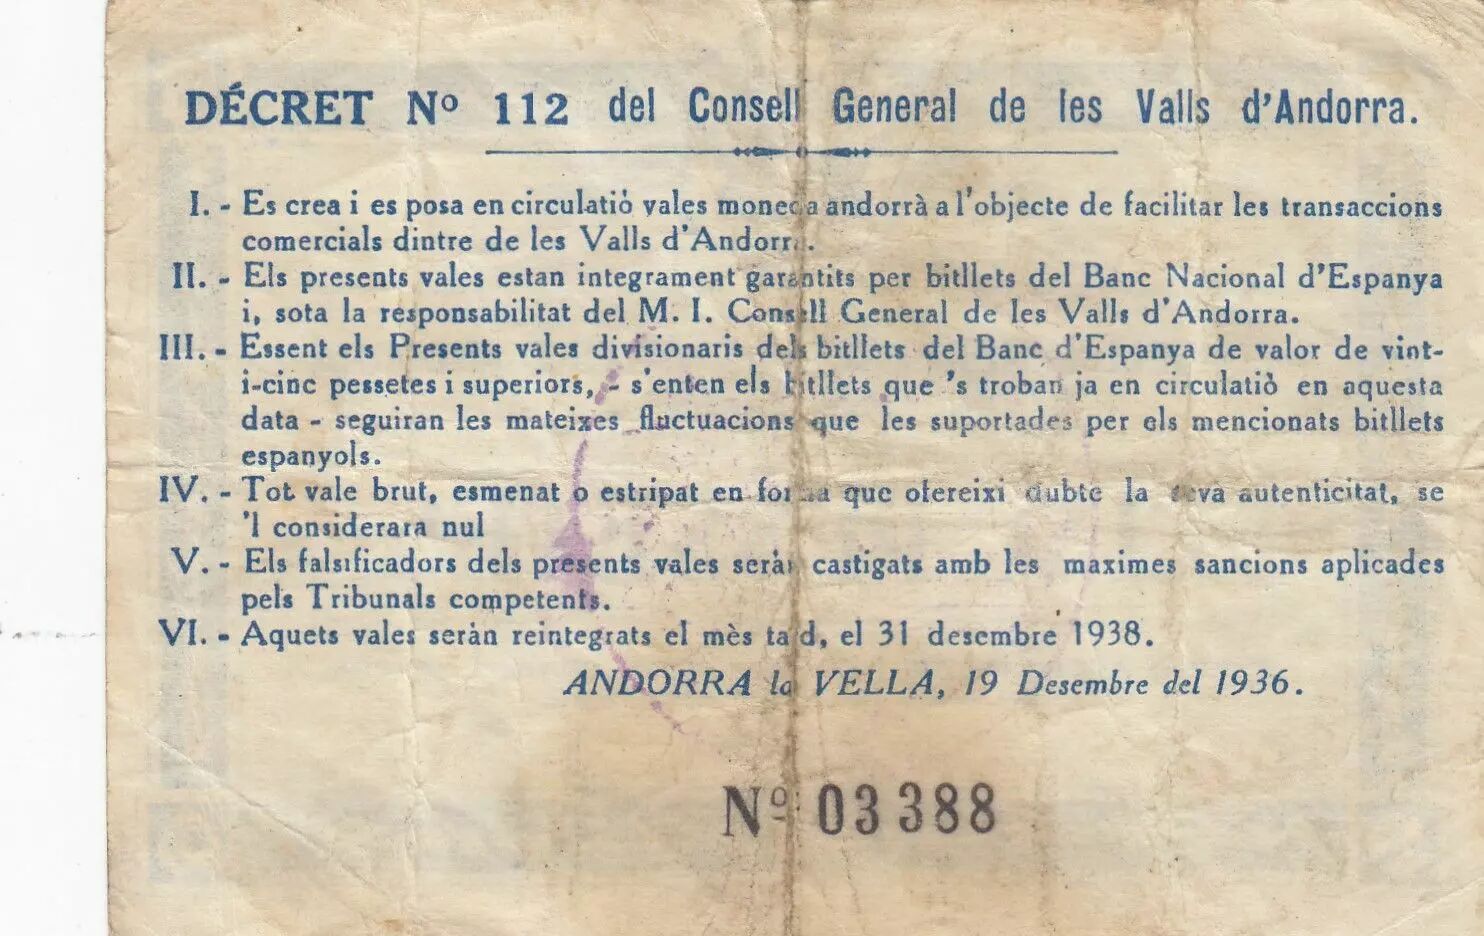 DÉCRET Nº 112 del Consell General de les Valls d'Andorra.
I. - Es crea i es posa en circulatiò vales moneda andorrà a l'objecte de facilitar les transaccions
comercials dintre de les Valls d'Andorra.
II. - Els presents vales estan integrament garantits per bitllets del Banc Nacional d'Espanya
i, sota la responsabilitat del M. I. Consell General de les Valls d'Andorra.
III. - Essent els Presents vales divisionaris dels bitllets del Banc d'Espanya de valor de vint-
i-cinc pessetes i superiors, - s'enten els bitllets que 's troban ja en circulatiò en aquesta
data - seguiran les mateixes fluctuacions que les suportades per els mencionats bitllets
espanyols.
IV. - Tot vale brut, esmenat o estripat en forma que ofereixi dubte la seva autenticitat, se
'l considerara nul
V. - Els falsificadors dels presents vales seràn castigats amb les maximes sancions aplicades
pels Tribunals competents.
VI. - Aquets vales seràn reintegrats el mès tard, el 31 desembre 1938.
ANDORRA la VELLA, 19 Desembre del 1936.
Nº 03388